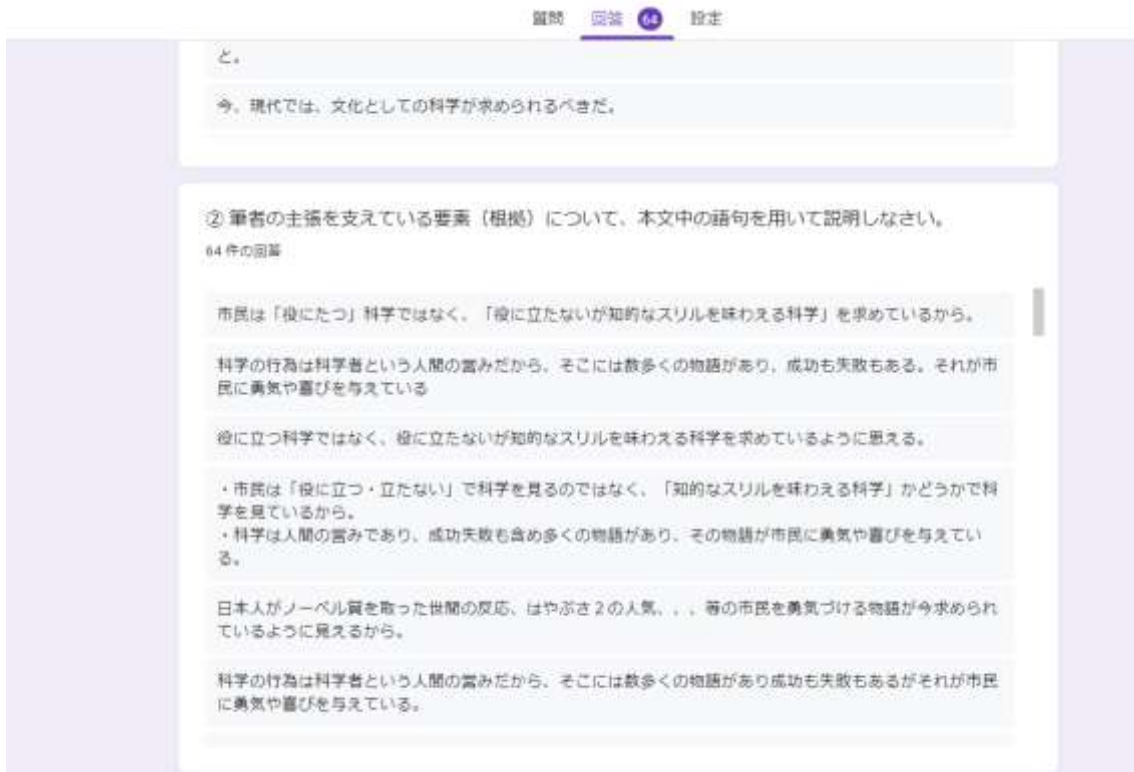 質問 回答 64 設定
と。
今、現代では、文化としての科学が求められるべきだ。
② 筆者の主張を支えている要素（根拠）について、本文中の語句を用いて説明しなさい。
64 件の回答
市民は「役にたつ」科学ではなく、「役に立たないが知的なスリルを味わえる科学」を求めているから。
科学の行為は科学者という人間の営みだから、そこには数多くの物語があり、成功も失敗もある。それが市
民に勇気や喜びを与えている
役に立つ科学ではなく、役に立たないが知的なスリルを味わえる科学を求めているように思える。
・市民は「役に立つ・立たない」で科学を見るのではなく、「知的なスリルを味わえる科学」かどうかで科
学を見ているから。
・科学は人間の営みであり、成功失敗も含め多くの物語があり、その物語が市民に勇気や喜びを与えてい
る。
日本人がノーベル賞を取った世間の反応、はやぶさ２の人気、、、等の市民を勇気づける物語が今求められ
ているように見えるから。
科学の行為は科学者という人間の営みだから、そこには数多くの物語があり成功も失敗もあるがそれが市民
に勇気や喜びを与えている。